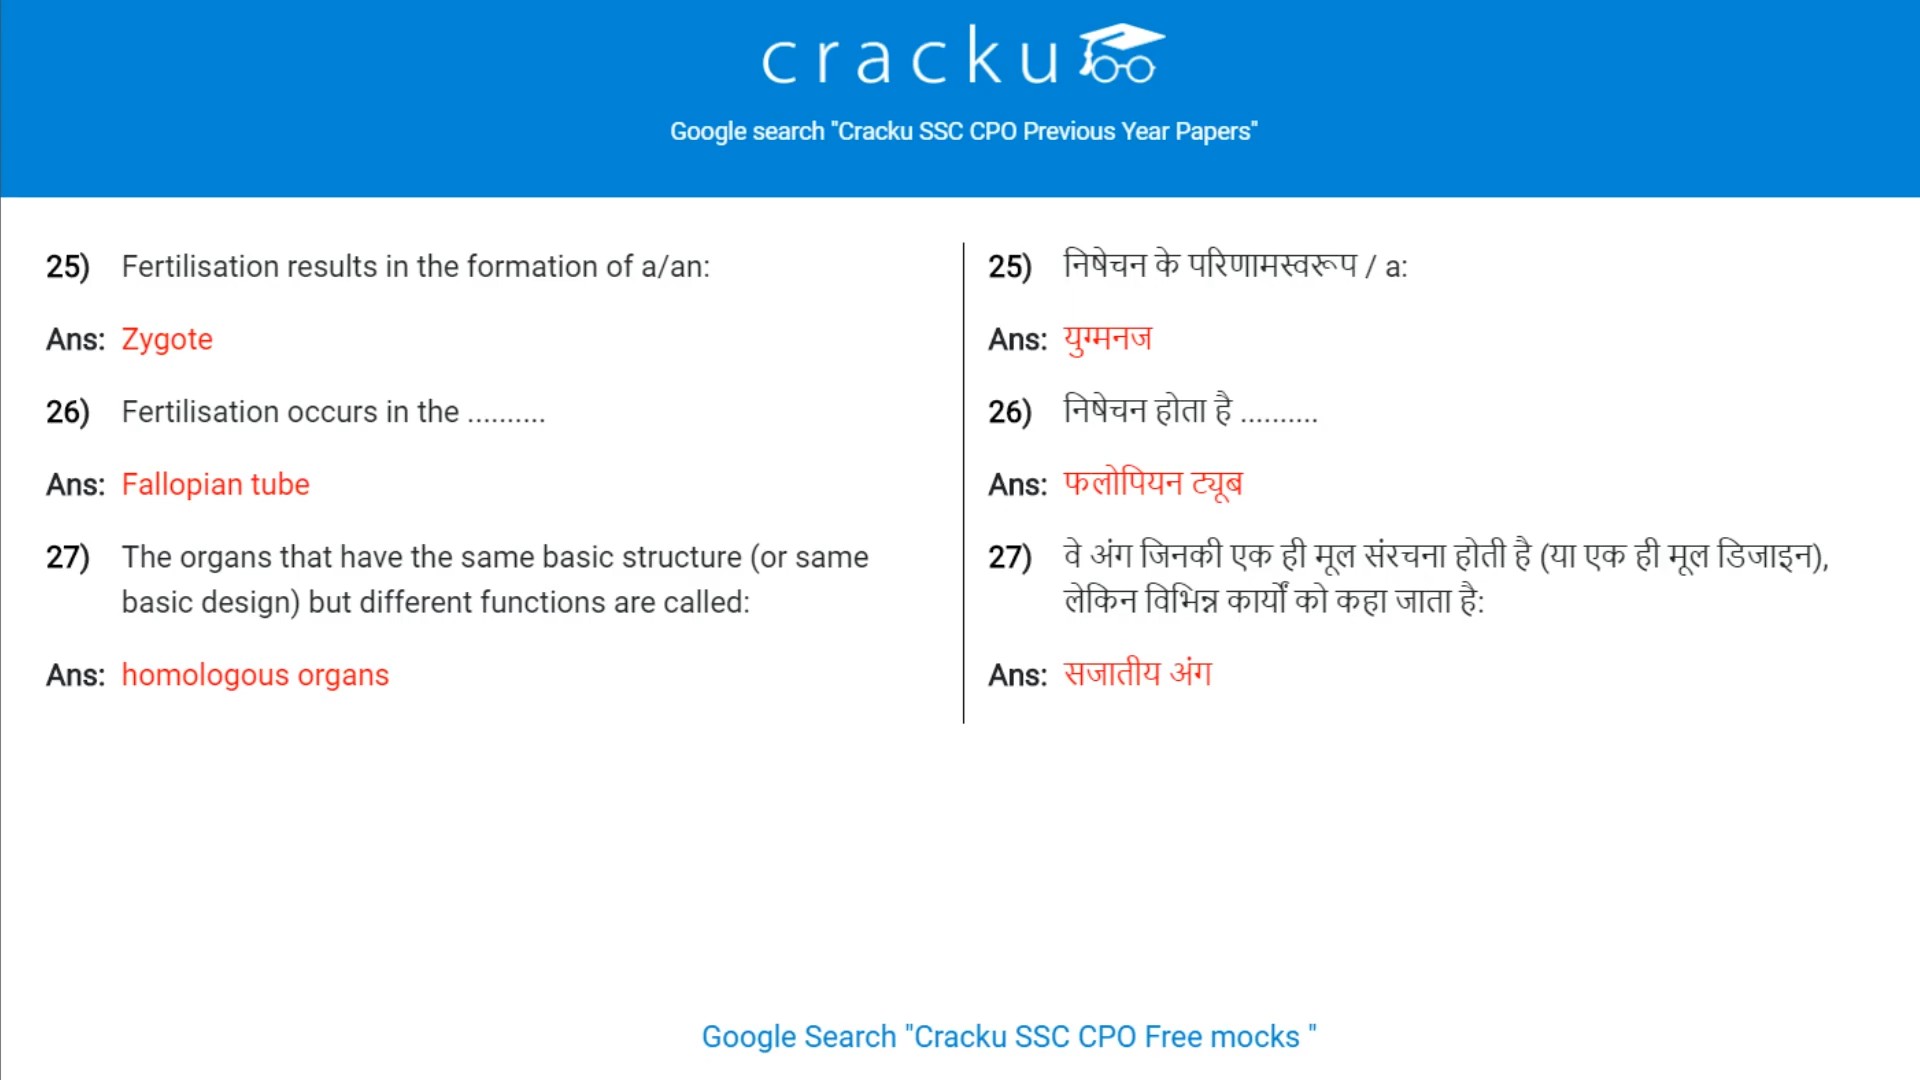 cracku
Google search "Cracku SSC CPO Previous Year Papers"
25) Fertilisation results in the formation of a/an:
Ans: Zygote
26) Fertilisation occurs in the ..........
Ans: Fallopian tube
27) The organs that have the same basic structure (or same
basic design) but different functions are called:
Ans: homologous organs
25) निषेचन के परिणामस्वरूप / a:
Ans: युग्मनज
26) निषेचन होता है ..........
Ans: फलोपियन ट्यूब
27) वे अंग जिनकी एक ही मूल संरचना होती है (या एक ही मूल डिजाइन),
लेकिन विभिन्न कार्यों को कहा जाता है:
Ans: सजातीय अंग
Google Search "Cracku SSC CPO Free mocks "